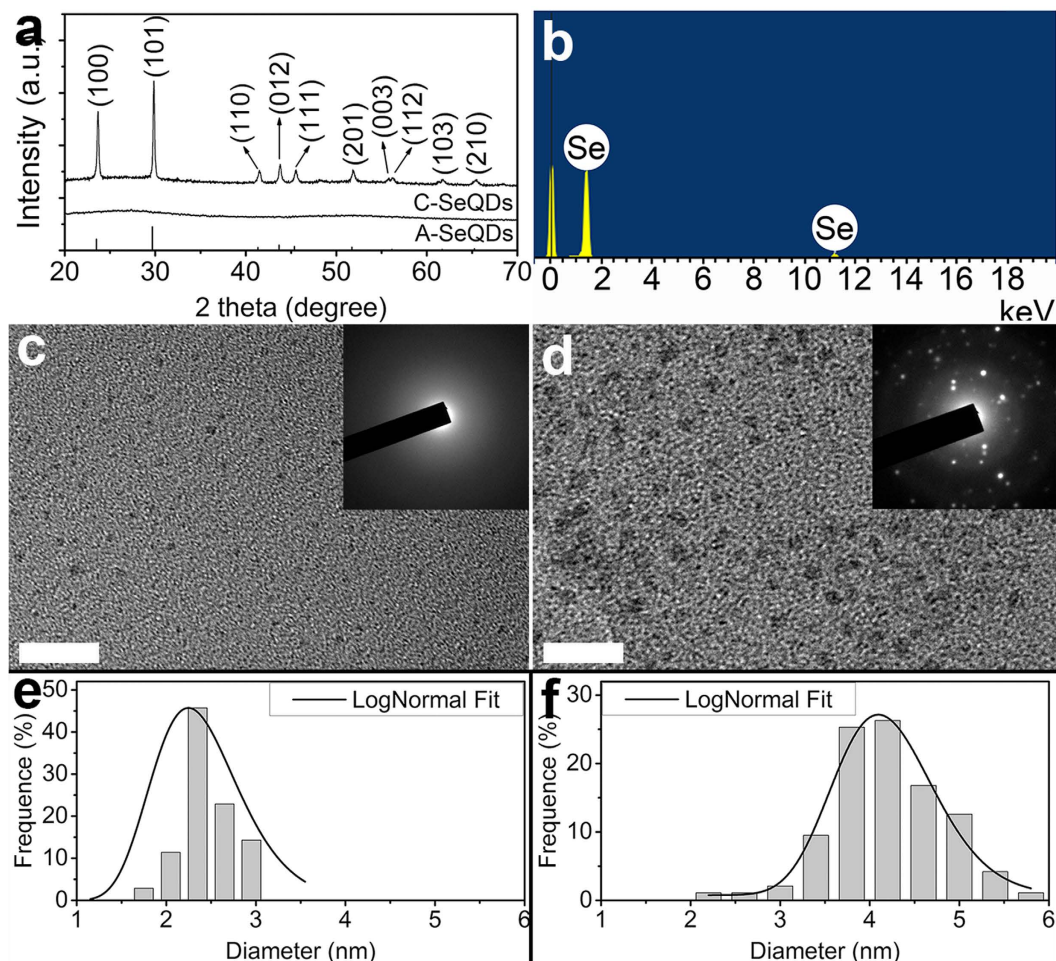 a
Intensity (a.u.)
(100)
(101)
(110)
(012)
(111)
(201)
(003)
(112)
(103)
(210)
C-SeQDs
A-SeQDs
20 30 40 50 60 70
2 theta (degree)
b
Se
Se
0 2 4 6 8 10 12 14 16 18
keV
c
d
e
LogNormal Fit
Frequence (%)
50
40
30
20
10
0
1 2 3 4 5 6
Diameter (nm)
f
LogNormal Fit
Frequence (%)
30
20
10
0
1 2 3 4 5 6
Diameter (nm)